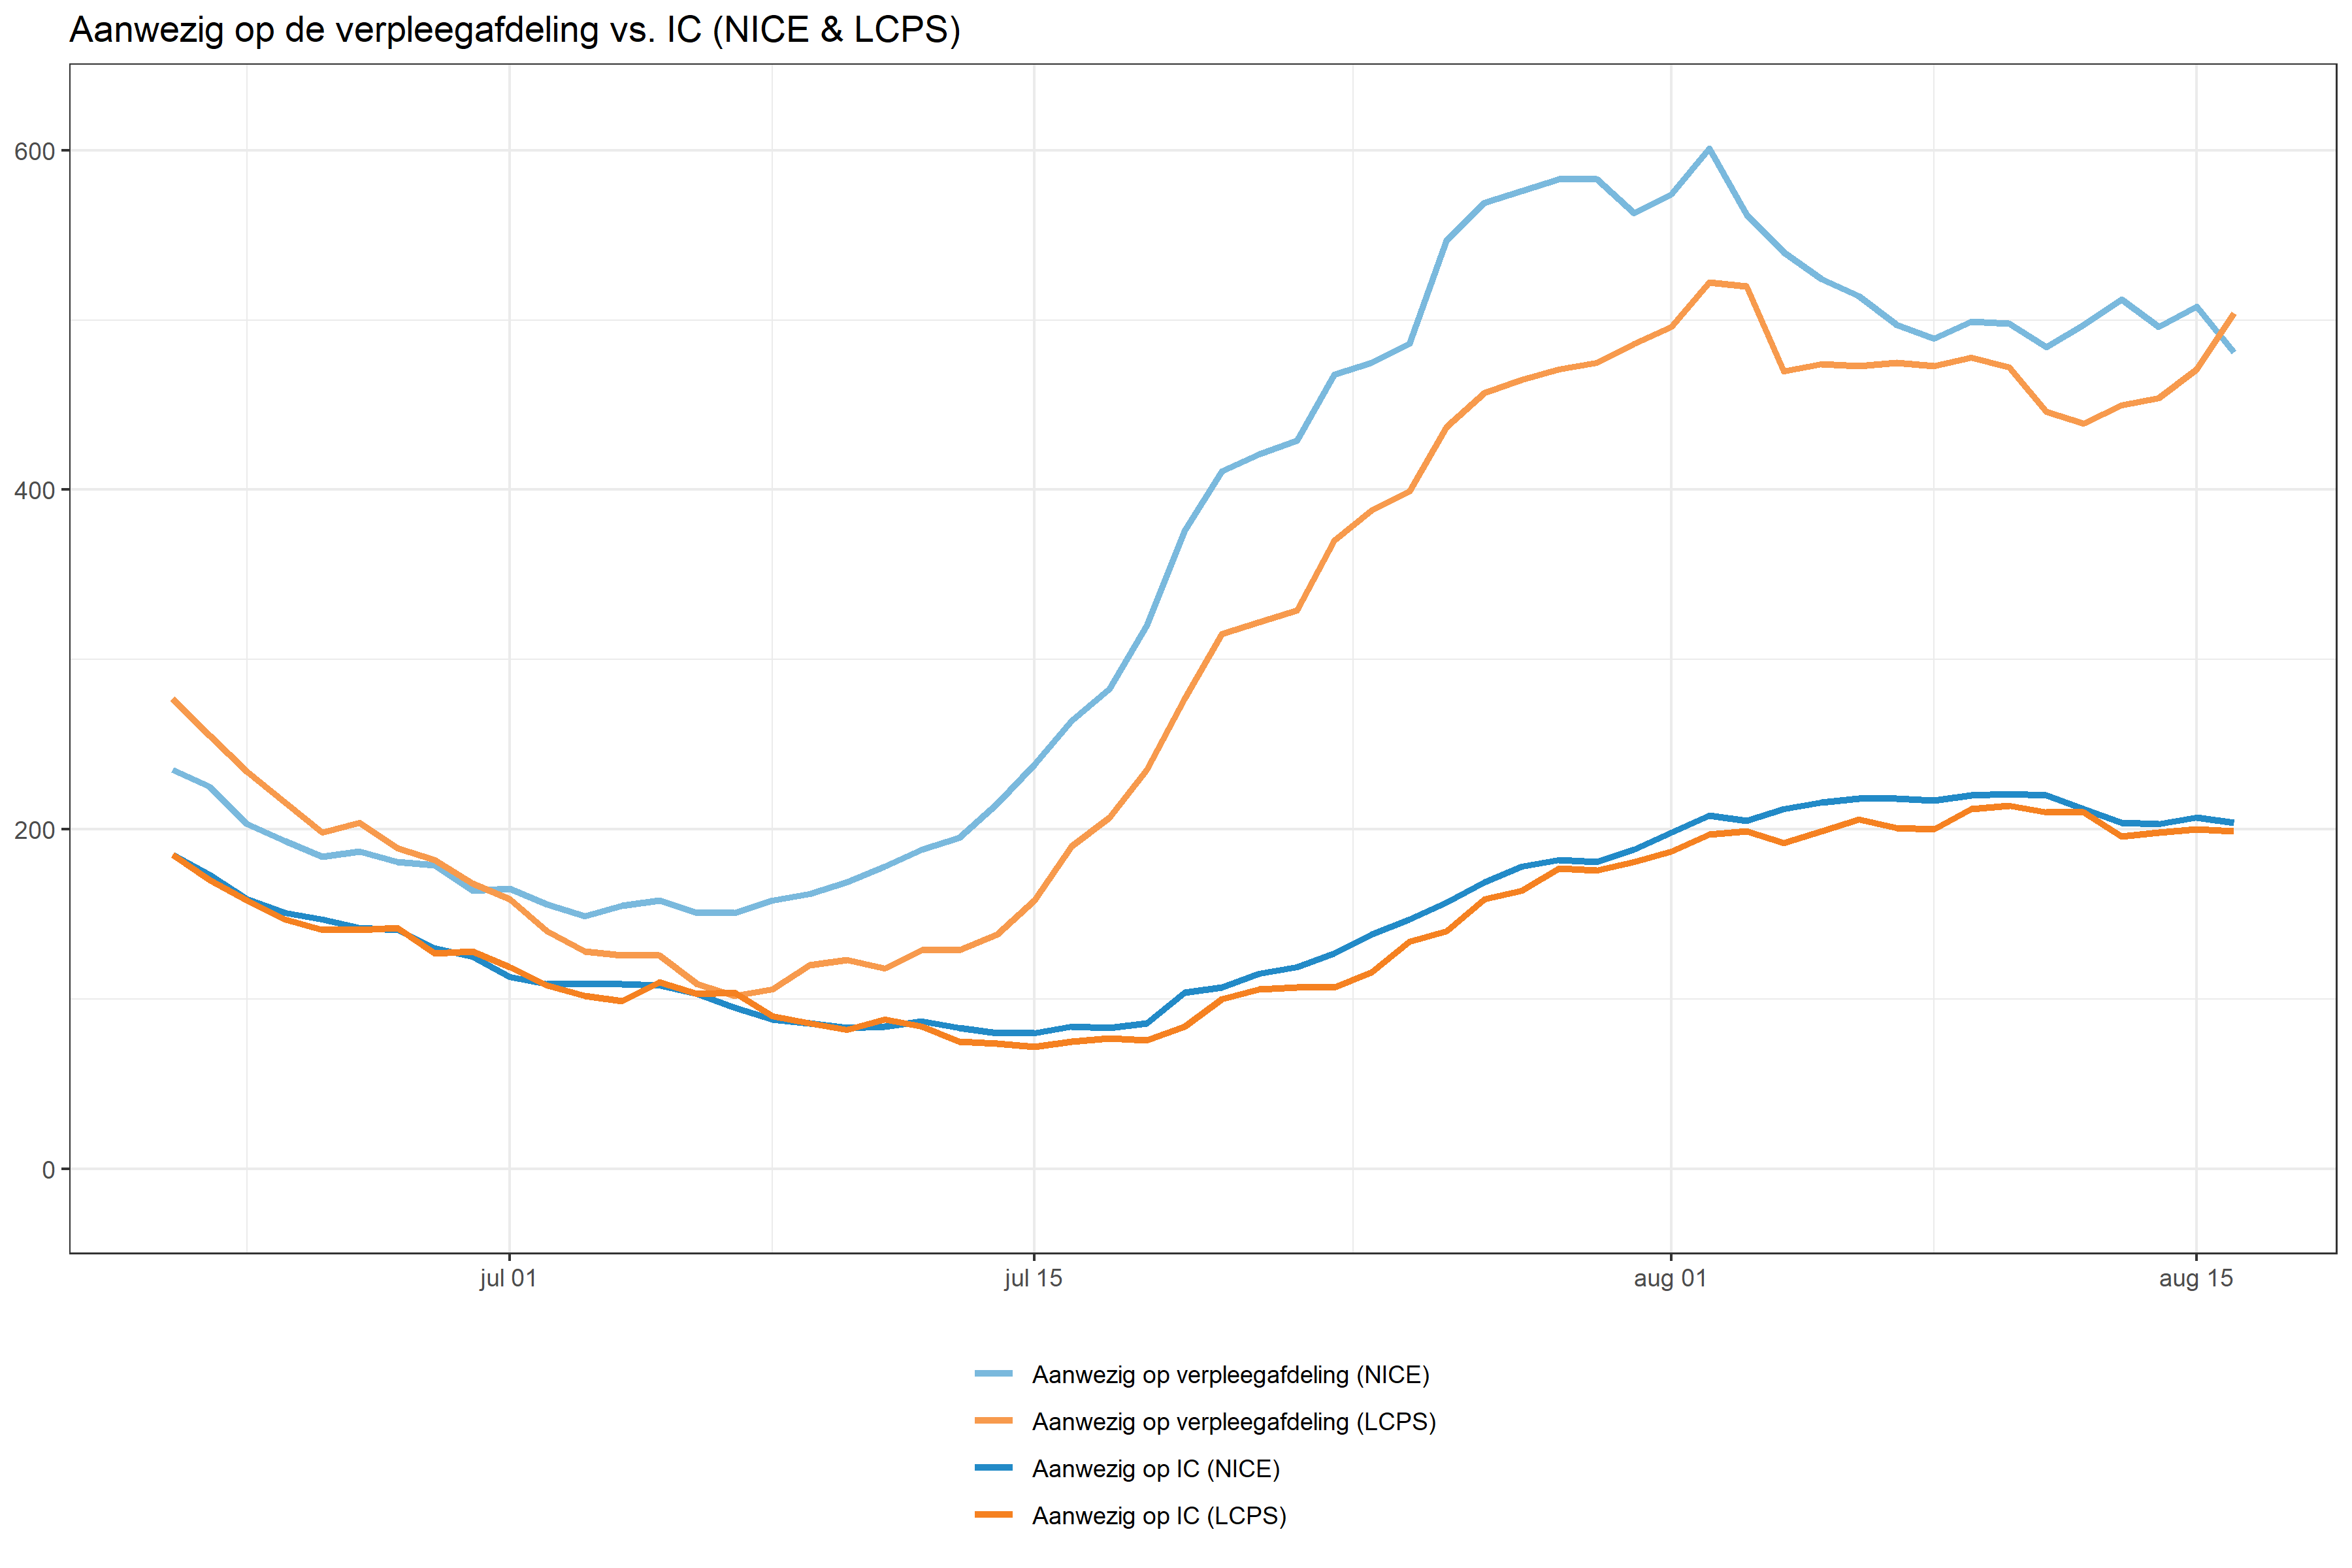 Aanwezig op de verpleegafdeling vs. IC (NICE & LCPS)
600
400
200
0
jul 01
jul 15
aug 01
aug 15
Aanwezig op verpleegafdeling (NICE)
Aanwezig op verpleegafdeling (LCPS)
Aanwezig op IC (NICE)
Aanwezig op IC (LCPS)